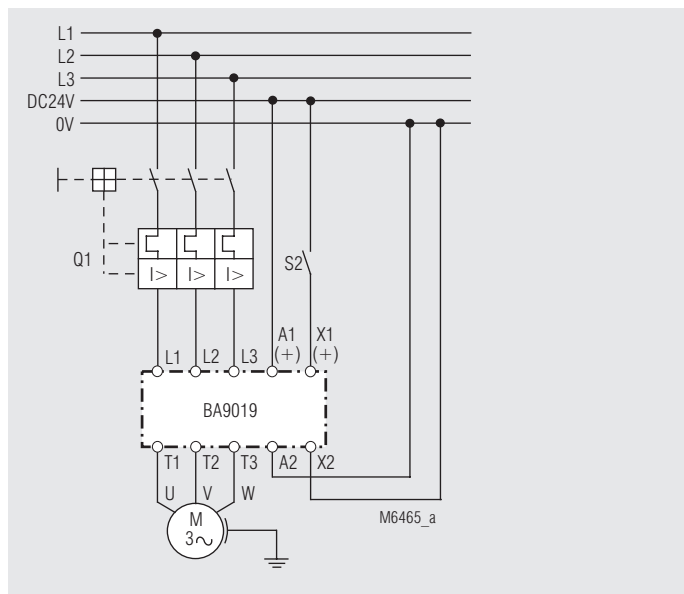 L1
L2
L3
DC24V
0V
Q1
I> I> I>
S2
A1 X1
L1 L2 L3 (+) (+)
BA9019
T1 T2 T3 A2 X2
U V W
M
3~
M6465_a